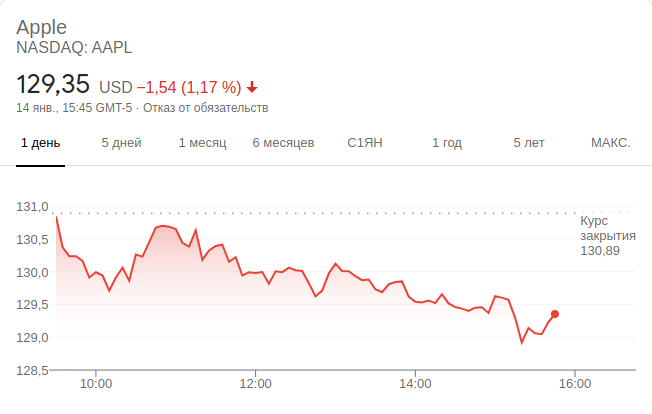 Apple
NASDAQ: AAPL
129,35 USD −1,54 (1,17 %)
14 янв., 15:45 GMT-5 · Отказ от обязательств
1 день 5 дней 1 месяц 6 месяцев С1ЯН 1 год 5 лет МАКС.
131,0
Курс
закрытия
130,89
130,5
130,0
129,5
129,0
128,5
10:00 12:00 14:00 16:00